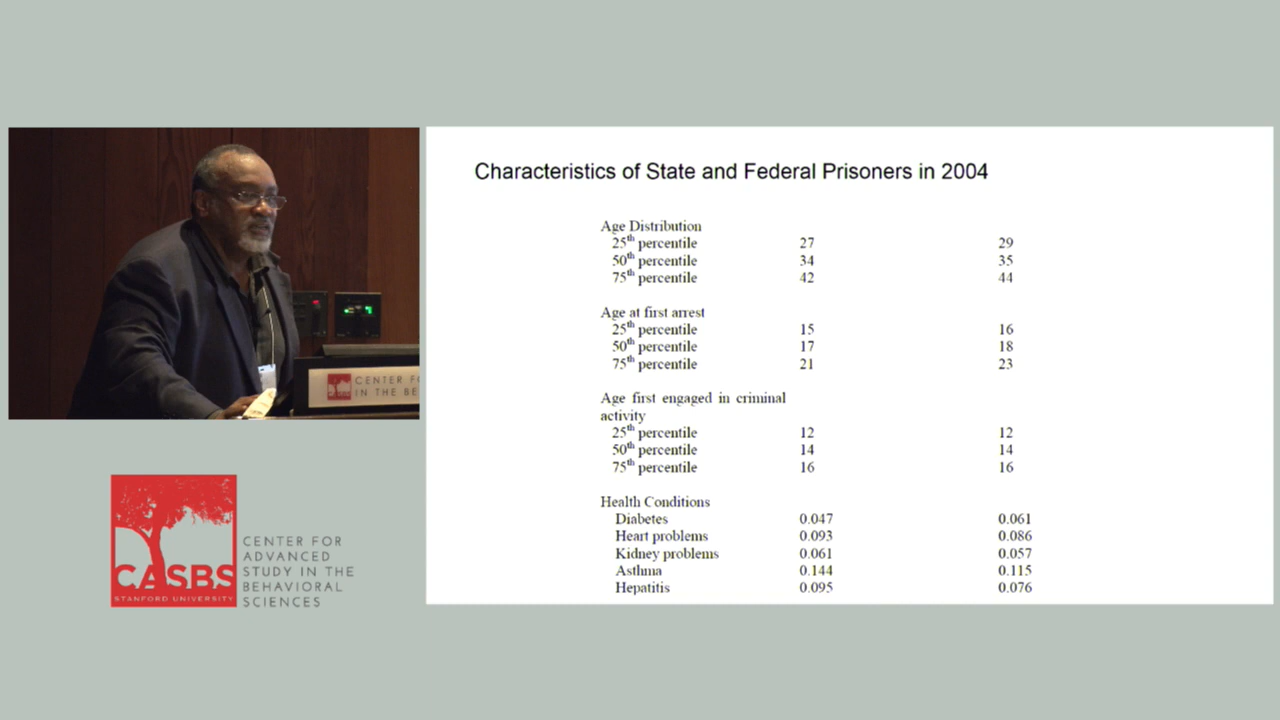 Characteristics of State and Federal Prisoners in 2004
Age Distribution
25th percentile 27 29
50th percentile 34 35
75th percentile 42 44
Age at first arrest
25th percentile 15 16
50th percentile 17 18
75th percentile 21 23
Age first engaged in criminal
activity
25th percentile 12 12
50th percentile 14 14
75th percentile 16 16
Health Conditions
Diabetes 0.047 0.061
Heart problems 0.093 0.086
Kidney problems 0.061 0.057
Asthma 0.144 0.115
Hepatitis 0.095 0.076
CENTER F
IN THE BE
CASBS
STANFORD UNIVERSITY
CENTER FOR
ADVANCED
STUDY IN THE
BEHAVIORAL
SCIENCES